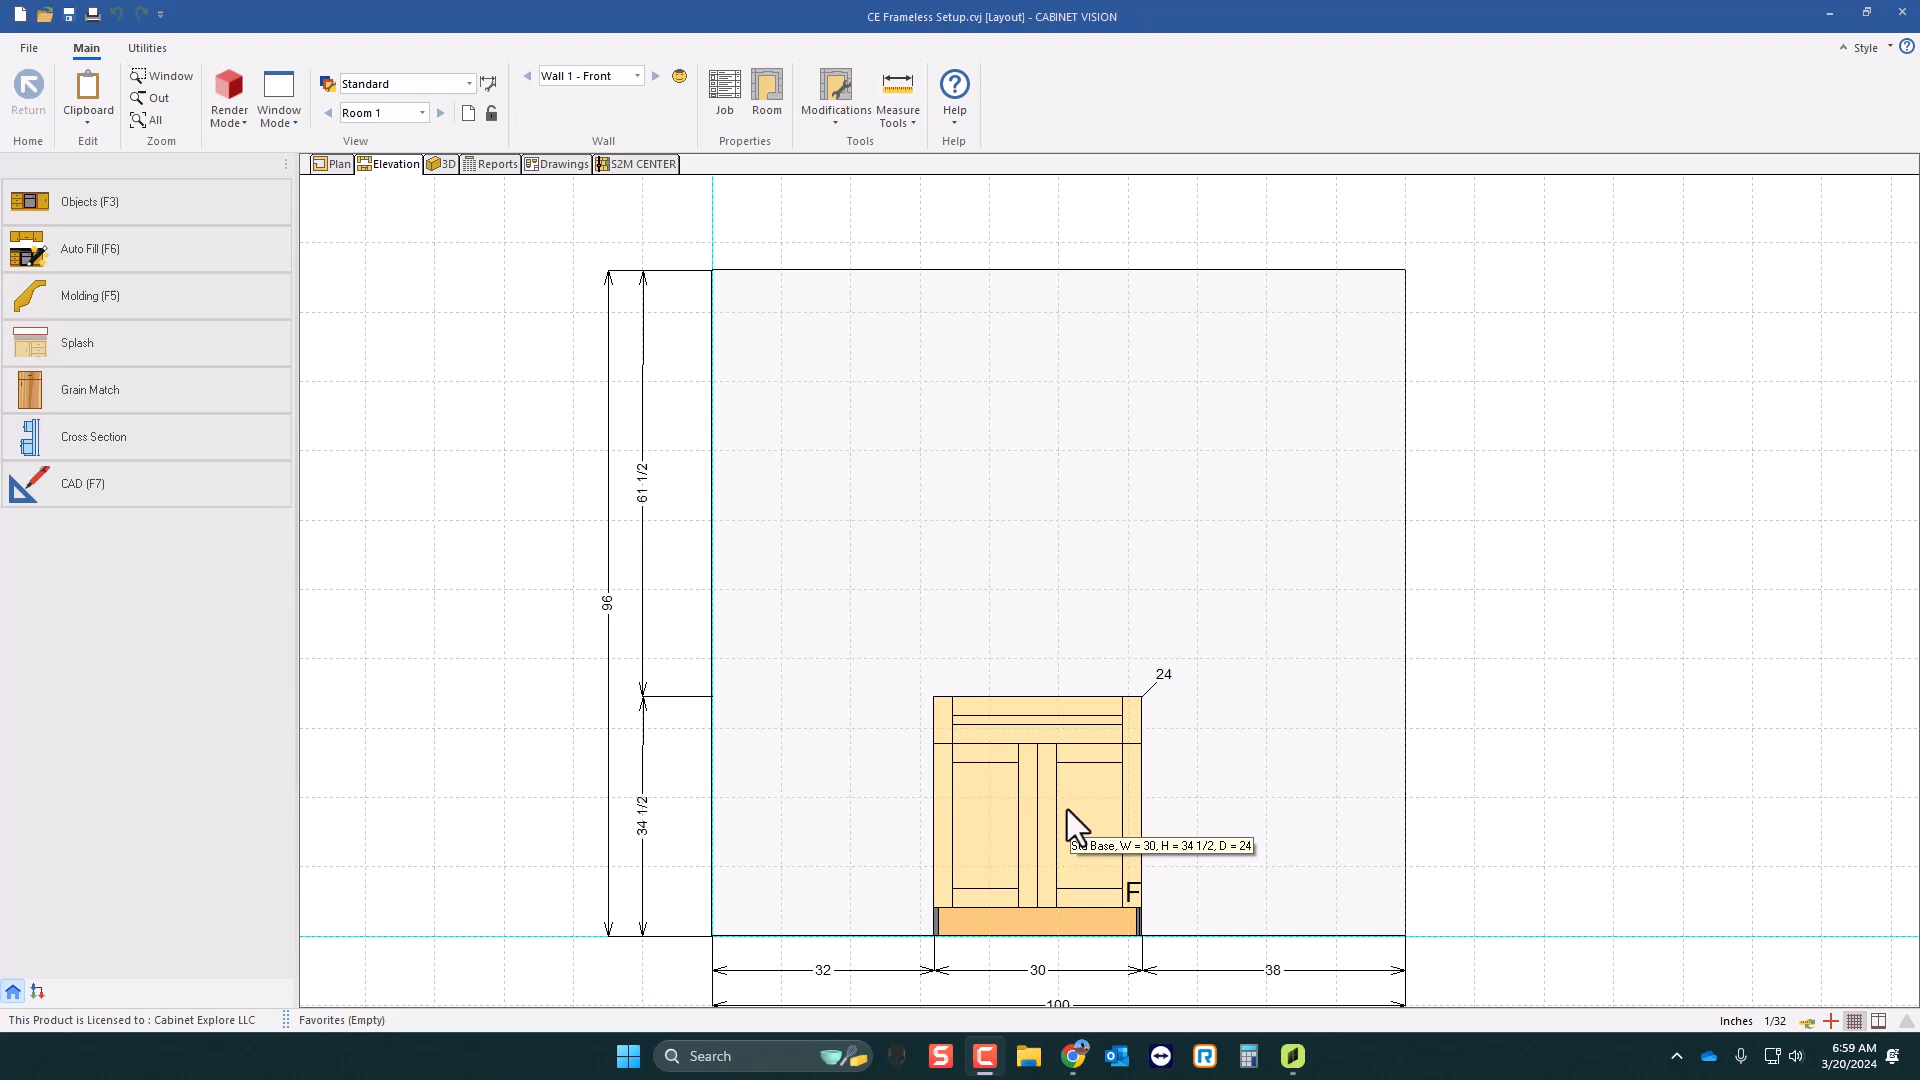 CE Frameless Setup.cvj [Layout] - CABINET VISION
File
Main
Utilities
Style
Return
Home
Clipboard
Edit
Window
Out
All
Zoom
Render
Mode
Window
Mode
Standard
Room 1
View
Wall 1 - Front
Wall
Job
Room
Properties
Modifications
Measure
Tools
Tools
Help
Help
Plan
Elevation
3D
Reports
Drawings
S2M CENTER
Objects (F3)
Auto Fill (F6)
Molding (F5)
Splash
Grain Match
Cross Section
CAD (F7)
61 1/2
96
34 1/2
24
Std Base, W = 30, H = 34 1/2, D = 24
F
32
30
38
100
This Product is Licensed to : Cabinet Explore LLC
Favorites (Empty)
Inches
1/32
Search
6:59 AM
3/20/2024